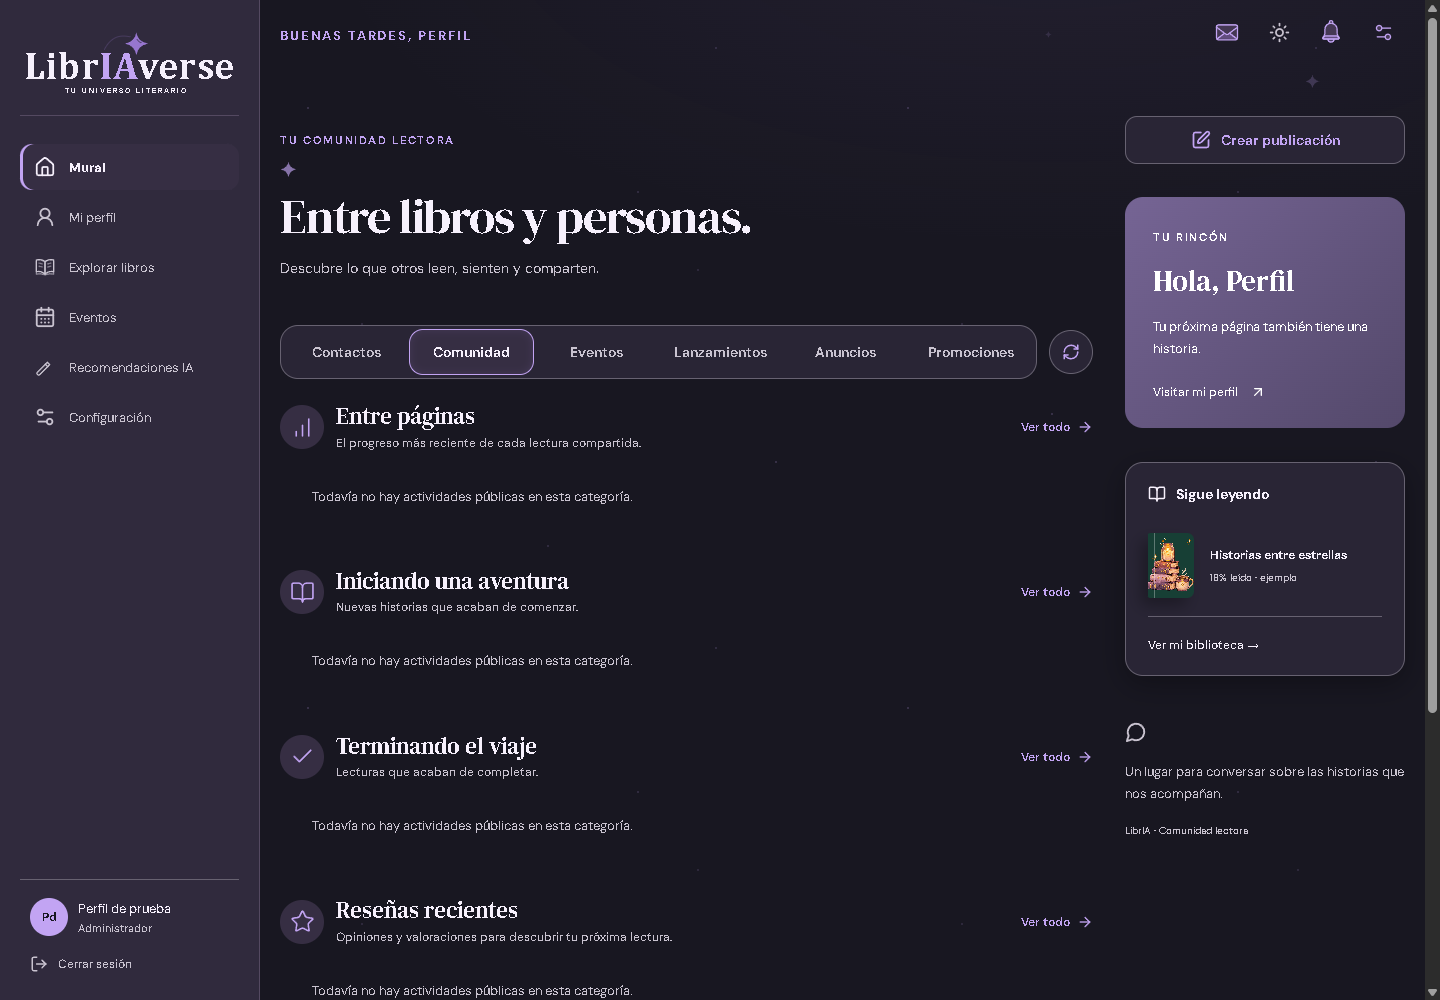 LibrIAverse
TU UNIVERSO LITERARIO
Mural
Mi perfil
Explorar libros
Eventos
Recomendaciones IA
Configuración
Pd
Perfil de prueba
Administrador
Cerrar sesión
BUENAS TARDES, PERFIL
TU COMUNIDAD LECTORA
Entre libros y personas.
Descubre lo que otros leen, sienten y comparten.
Contactos
Comunidad
Eventos
Lanzamientos
Anuncios
Promociones
Entre páginas
El progreso más reciente de cada lectura compartida.
Ver todo →
Todavía no hay actividades públicas en esta categoría.
Iniciando una aventura
Nuevas historias que acaban de comenzar.
Ver todo →
Todavía no hay actividades públicas en esta categoría.
Terminando el viaje
Lecturas que acaban de completar.
Ver todo →
Todavía no hay actividades públicas en esta categoría.
Reseñas recientes
Opiniones y valoraciones para descubrir tu próxima lectura.
Ver todo →
Todavía no hay actividades públicas en esta categoría.
Crear publicación
TU RINCÓN
Hola, Perfil
Tu próxima página también tiene una
historia.
Visitar mi perfil
Sigue leyendo
Historias entre estrellas
18% leído · ejemplo
Ver mi biblioteca →
Un lugar para conversar sobre las historias que
nos acompañan.
LibrIA · Comunidad lectora